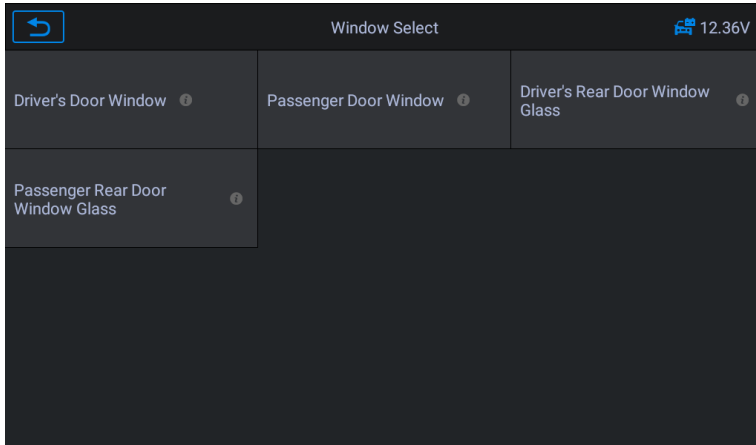 Window Select
12.36V
Driver's Door Window
Passenger Door Window
Driver's Rear Door Window
Glass
Passenger Rear Door
Window Glass